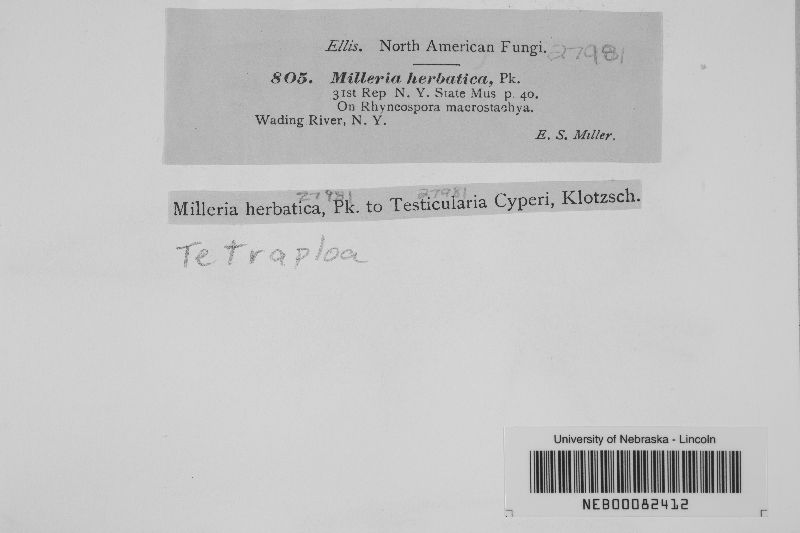 Ellis. North American Fungi. 27981
805. Milleria herbatica, Pk.
31st Rep N. Y. State Mus p. 40.
On Rhyncospora macrostachya.
Wading River, N. Y.
E. S. Miller.
27981 27981
Milleria herbatica, Pk. to Testicularia Cyperi, Klotzsch.
Tetraploa
University of Nebraska - Lincoln
NEB00082412